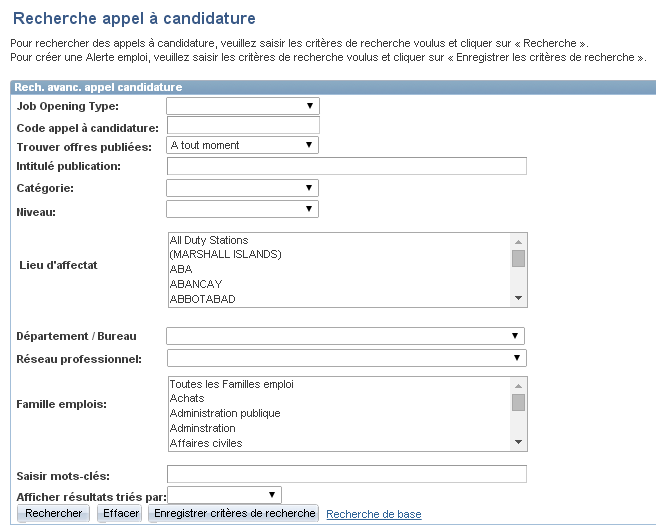 Recherche appel à candidature
Pour rechercher des appels à candidature, veuillez saisir les critères de recherche voulus et cliquer sur « Recherche ».
Pour créer une Alerte emploi, veuillez saisir les critères de recherche voulus et cliquer sur « Enregistrer les critères de recherche ».
Rech. avanc. appel candidature
Job Opening Type:
Code appel à candidature:
Trouver offres publiées: A tout moment
Intitulé publication:
Catégorie:
Niveau:
Lieu d'affectat
All Duty Stations
(MARSHALL ISLANDS)
ABA
ABANCAY
ABBOTABAD
Département / Bureau
Réseau professionnel:
Famille emplois:
Toutes les Familles emploi
Achats
Administration publique
Adminstration
Affaires civiles
Saisir mots-clés:
Afficher résultats triés par:
Rechercher Effacer Enregistrer critères de recherche Recherche de base